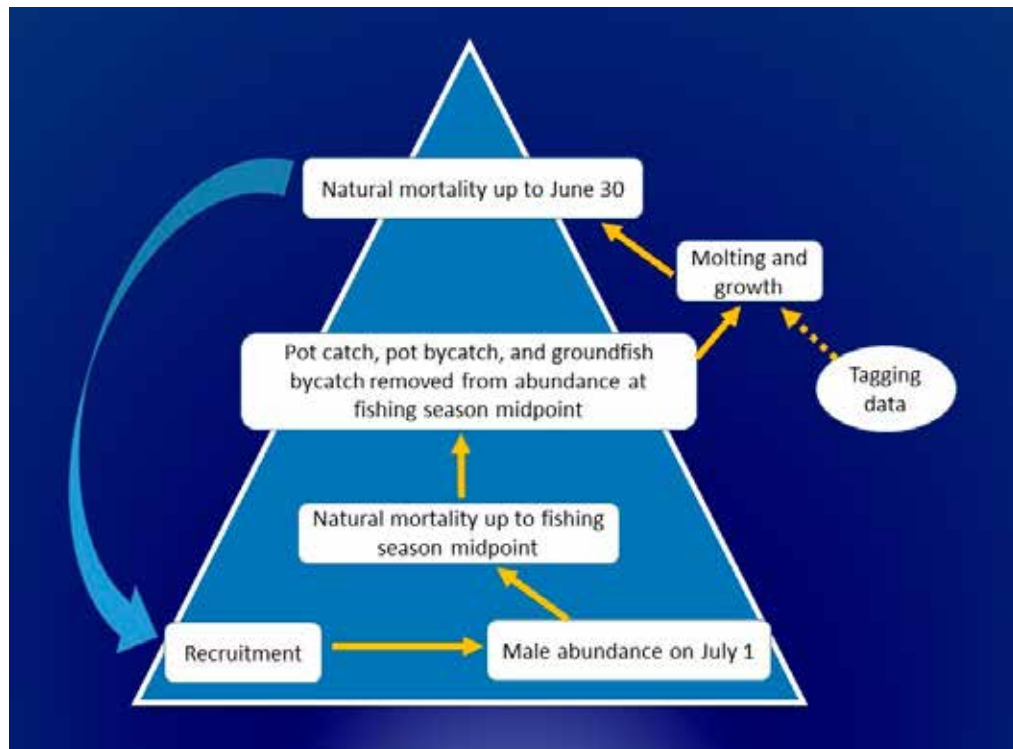 Natural mortality up to June 30
Molting and
growth
Pot catch, pot bycatch, and groundfish
bycatch removed from abundance at
fishing season midpoint
Tagging
data
Natural mortality up to fishing
season midpoint
Recruitment
Male abundance on July 1